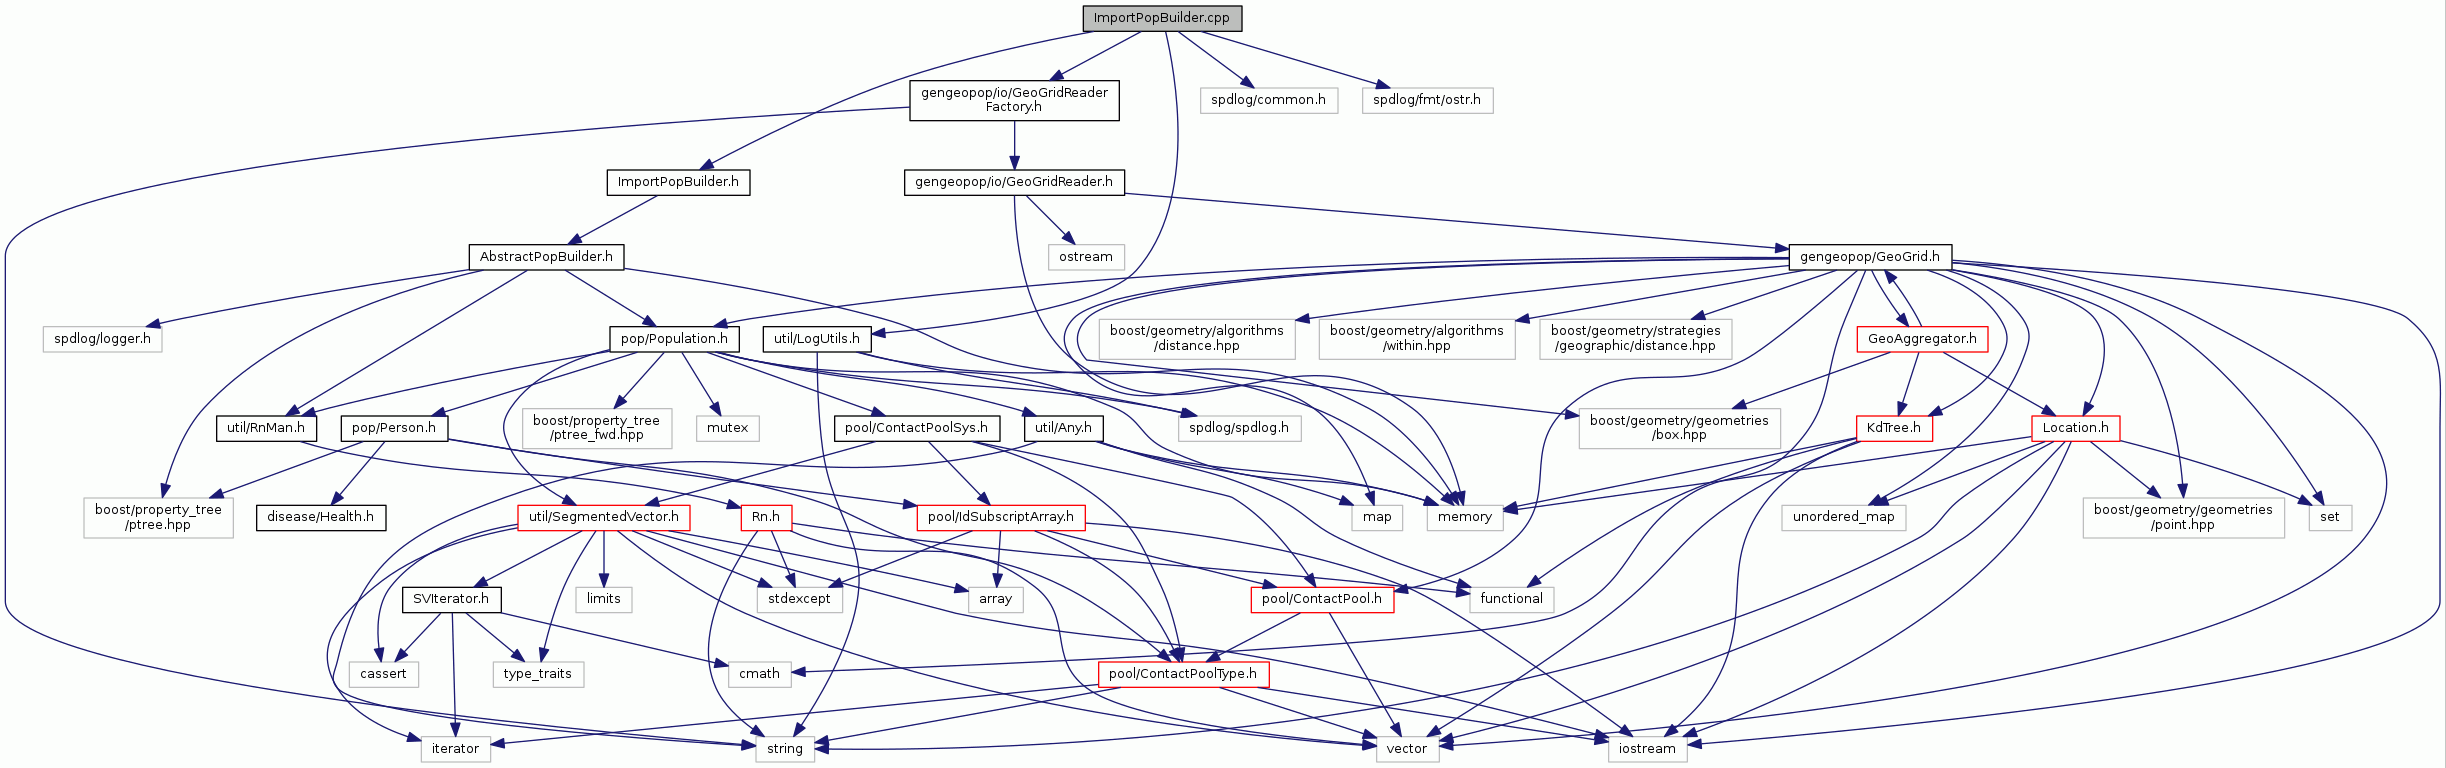 ImportPopBuilder.cpp
gengeopop/io/GeoGridReader
Factory.h
spdlog/common.h
spdlog/fmt/ostr.h
ImportPopBuilder.h
gengeopop/io/GeoGridReader.h
AbstractPopBuilder.h
ostream
gengeopop/GeoGrid.h
spdlog/logger.h
pop/Population.h
util/LogUtils.h
boost/geometry/algorithms
/distance.hpp
boost/geometry/algorithms
/within.hpp
boost/geometry/strategies
/geographic/distance.hpp
GeoAggregator.h
util/RnMan.h
pop/Person.h
boost/property_tree
/ptree_fwd.hpp
mutex
pool/ContactPoolSys.h
util/Any.h
spdlog/spdlog.h
boost/geometry/geometries
/box.hpp
KdTree.h
Location.h
boost/property_tree
/ptree.hpp
disease/Health.h
util/SegmentedVector.h
Rn.h
pool/IdSubscriptArray.h
map
memory
unordered_map
boost/geometry/geometries
/point.hpp
set
SVIterator.h
limits
stdexcept
array
pool/ContactPool.h
functional
cassert
type_traits
cmath
pool/ContactPoolType.h
iterator
string
vector
iostream